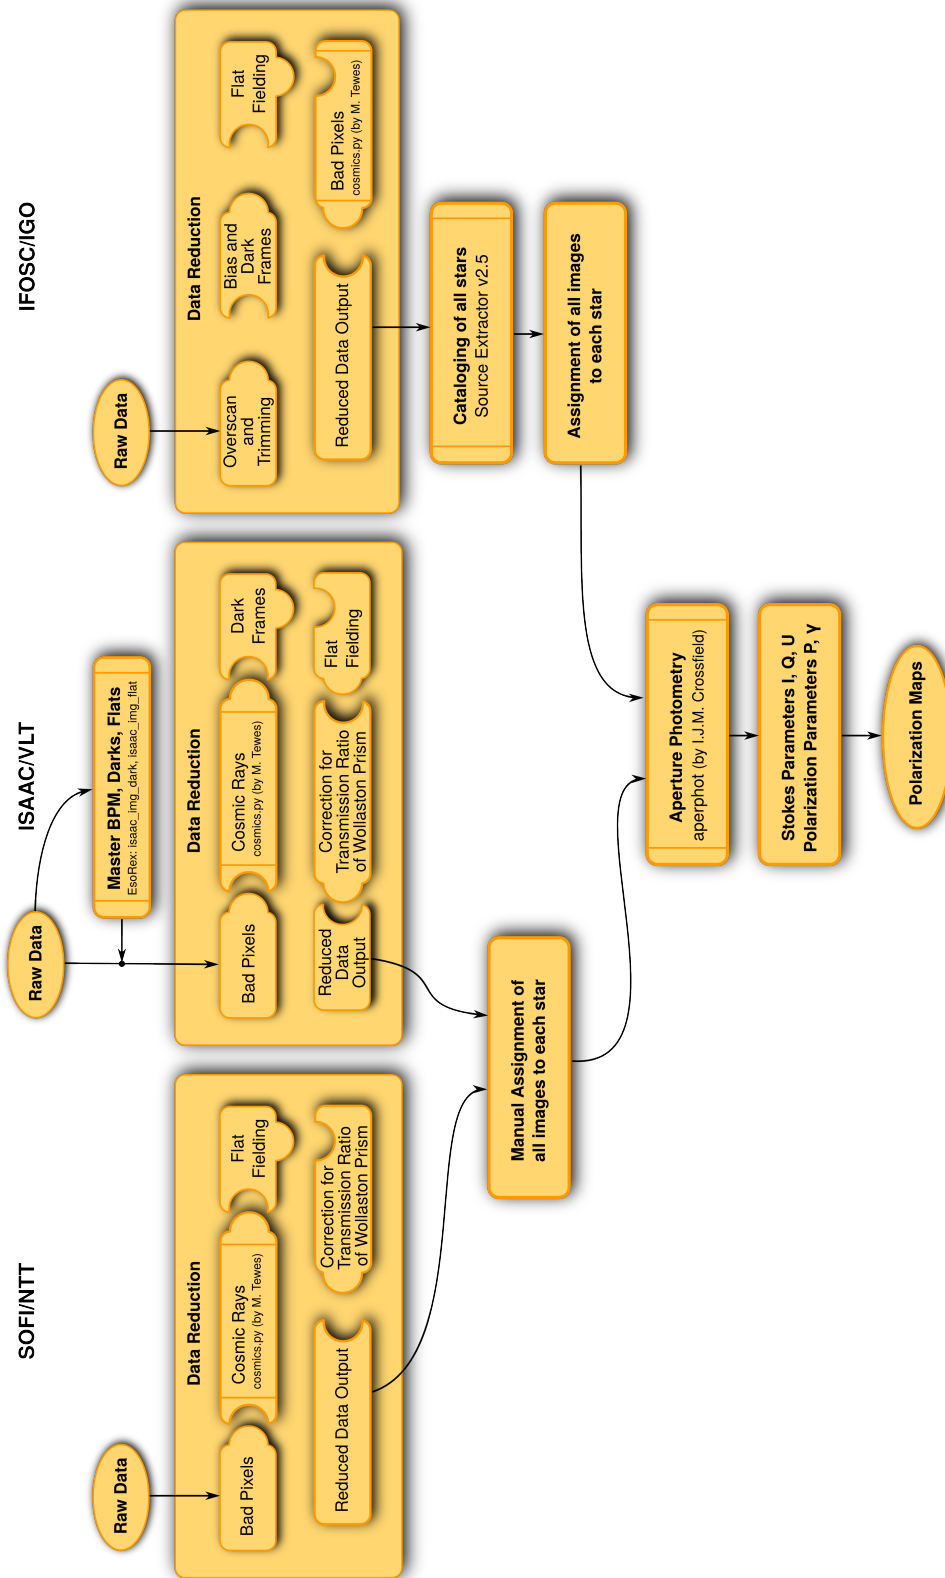 SOFI/NTT
Raw Data
Data Reduction
Bad Pixels
Cosmic Rays
cosmics.py (by M. Tewes)
Flat
Fielding
Correction for
Transmission Ratio
of Wollaston Prism
Reduced Data Output
ISAAC/VLT
Raw Data
Master BPM, Darks, Flats
EsoRex: isaac_img_dark, isaac_img_flat
Data Reduction
Bad Pixels
Cosmic Rays
cosmics.py (by M. Tewes)
Dark
Frames
Flat
Fielding
Correction for
Transmission Ratio
of Wollaston Prism
Reduced
Data
Output
IFOSC/IGO
Raw Data
Data Reduction
Overscan
and
Trimming
Bias and
Dark
Frames
Flat
Fielding
Bad Pixels
cosmics.py (by M. Tewes)
Reduced Data Output
Cataloging of all stars
Source Extractor v2.5
Assignment of all images
to each star
Manual Assignment of
all images to each star
Aperture Photometry
aperphot (by I.J.M. Crossfield)
Stokes Parameters I, Q, U
Polarization Parameters P, γ
Polarization Maps